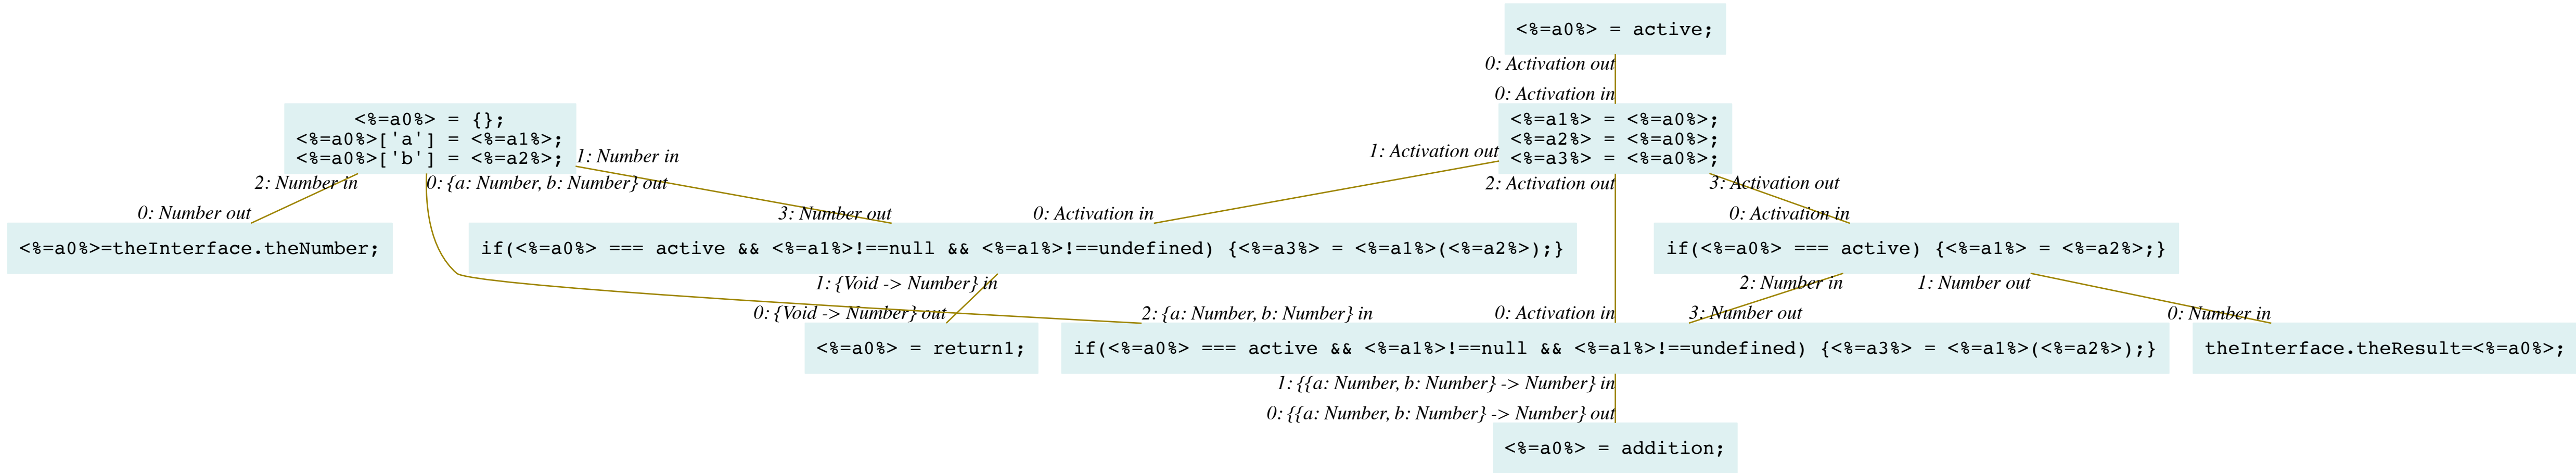 <%=a0%> = active;
0: Activation out
0: Activation in
<%=a0%> = {};
<%=a0%>['a'] = <%=a1%>;
<%=a0%>['b'] = <%=a2%>;
1: Number in
2: Number in
0: {a: Number, b: Number} out
<%=a1%> = <%=a0%>;
<%=a2%> = <%=a0%>;
<%=a3%> = <%=a0%>;
1: Activation out
2: Activation out
3: Activation out
0: Number out
3: Number out
0: Activation in
0: Activation in
<%=a0%>=theInterface.theNumber;
if(<%=a0%> === active && <%=a1%>!==null && <%=a1%>!==undefined) {<%=a3%> = <%=a1%>(<%=a2%>);}
if(<%=a0%> === active) {<%=a1%> = <%=a2%>;}
1: {Void -> Number} in
2: Number in
1: Number out
0: {Void -> Number} out
2: {a: Number, b: Number} in
0: Activation in
3: Number out
0: Number in
<%=a0%> = return1;
if(<%=a0%> === active && <%=a1%>!==null && <%=a1%>!==undefined) {<%=a3%> = <%=a1%>(<%=a2%>);}
theInterface.theResult=<%=a0%>;
1: {{a: Number, b: Number} -> Number} in
0: {{a: Number, b: Number} -> Number} out
<%=a0%> = addition;